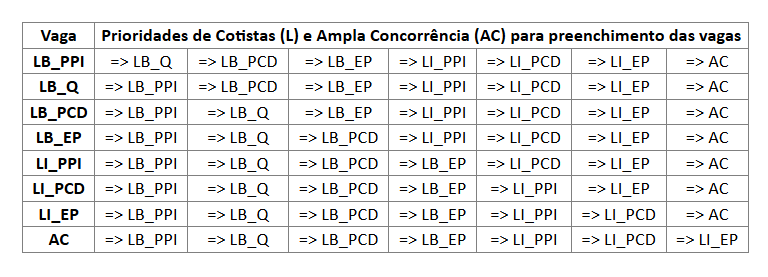 Vaga Prioridades de Cotistas (L) e Ampla Concorrência (AC) para preenchimento das vagas
LB_PPI => LB_Q => LB_PCD => LB_EP => LI_PPI => LI_PCD => LI_EP => AC
LB_Q => LB_PPI => LB_PCD => LB_EP => LI_PPI => LI_PCD => LI_EP => AC
LB_PCD => LB_PPI => LB_Q => LB_EP => LI_PPI => LI_PCD => LI_EP => AC
LB_EP => LB_PPI => LB_Q => LB_PCD => LI_PPI => LI_PCD => LI_EP => AC
LI_PPI => LB_PPI => LB_Q => LB_PCD => LB_EP => LI_PCD => LI_EP => AC
LI_PCD => LB_PPI => LB_Q => LB_PCD => LB_EP => LI_PPI => LI_EP => AC
LI_EP => LB_PPI => LB_Q => LB_PCD => LB_EP => LI_PPI => LI_PCD => AC
AC => LB_PPI => LB_Q => LB_PCD => LB_EP => LI_PPI => LI_PCD => LI_EP